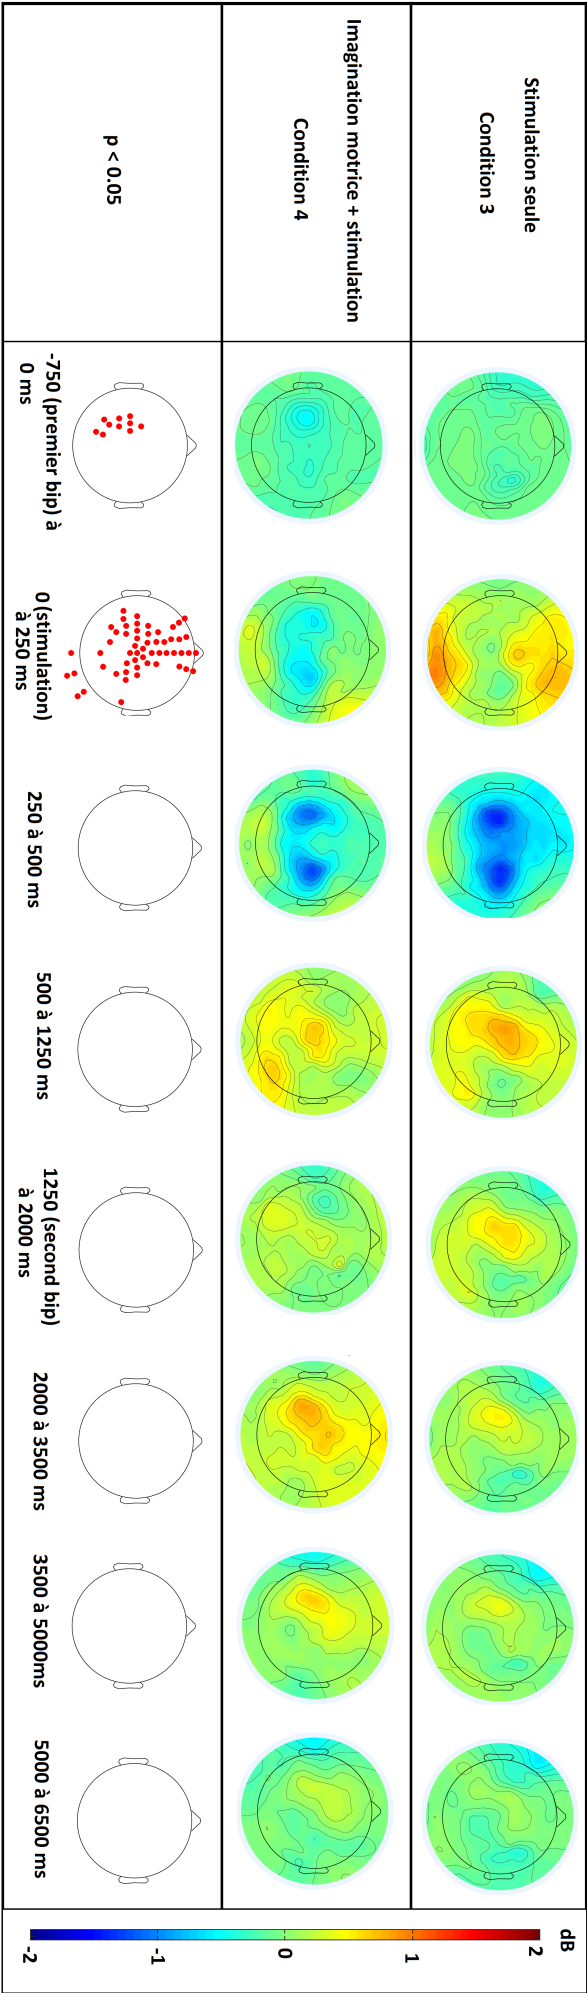 Stimulation seule
Condition 3
Imagination motrice + stimulation
Condition 4
p < 0.05
-750 (premier bip) à
0 ms
0 (stimulation)
à 250 ms
250 à 500 ms
500 à 1250 ms
1250 (second bip)
à 2000 ms
2000 à 3500 ms
3500 à 5000ms
5000 à 6500 ms
dB
2
1
0
-1
-2